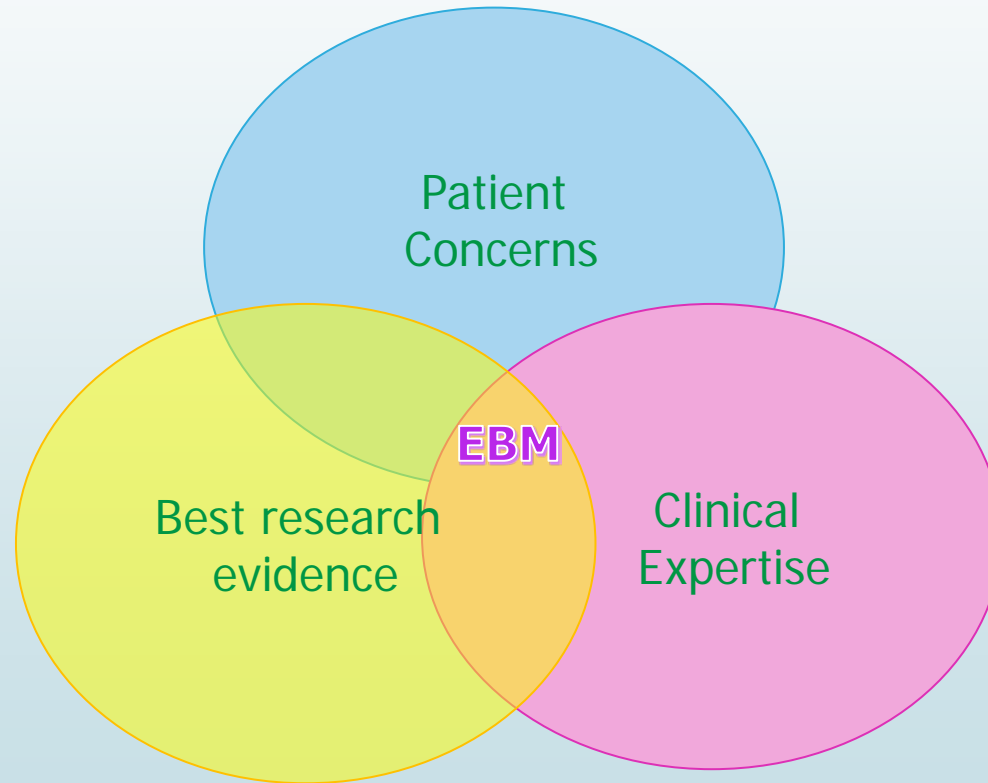 Patient
Concerns
EBM
Best research
evidence
Clinical
Expertise